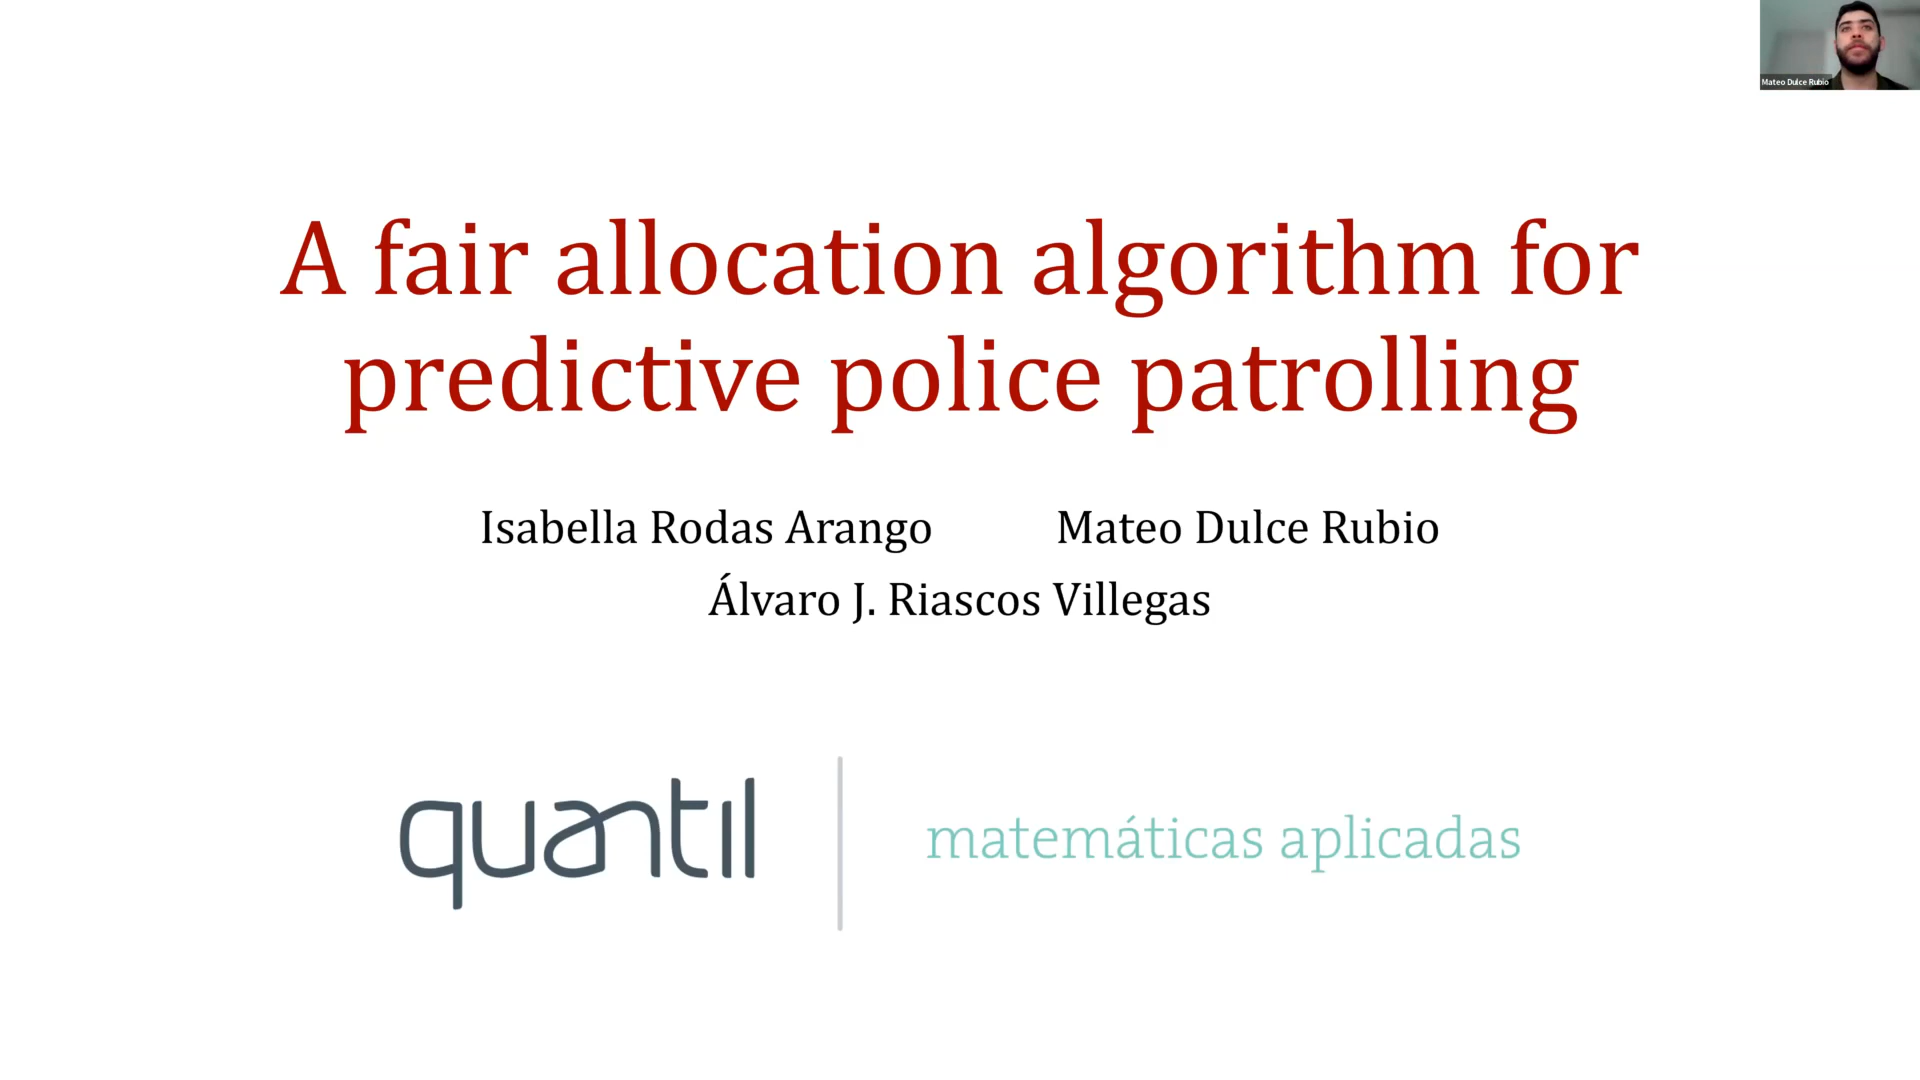 Mateo Dulce Rubio
A fair allocation algorithm for
predictive police patrolling
Isabella Rodas Arango Mateo Dulce Rubio
Álvaro J. Riascos Villegas
quantil matemáticas aplicadas